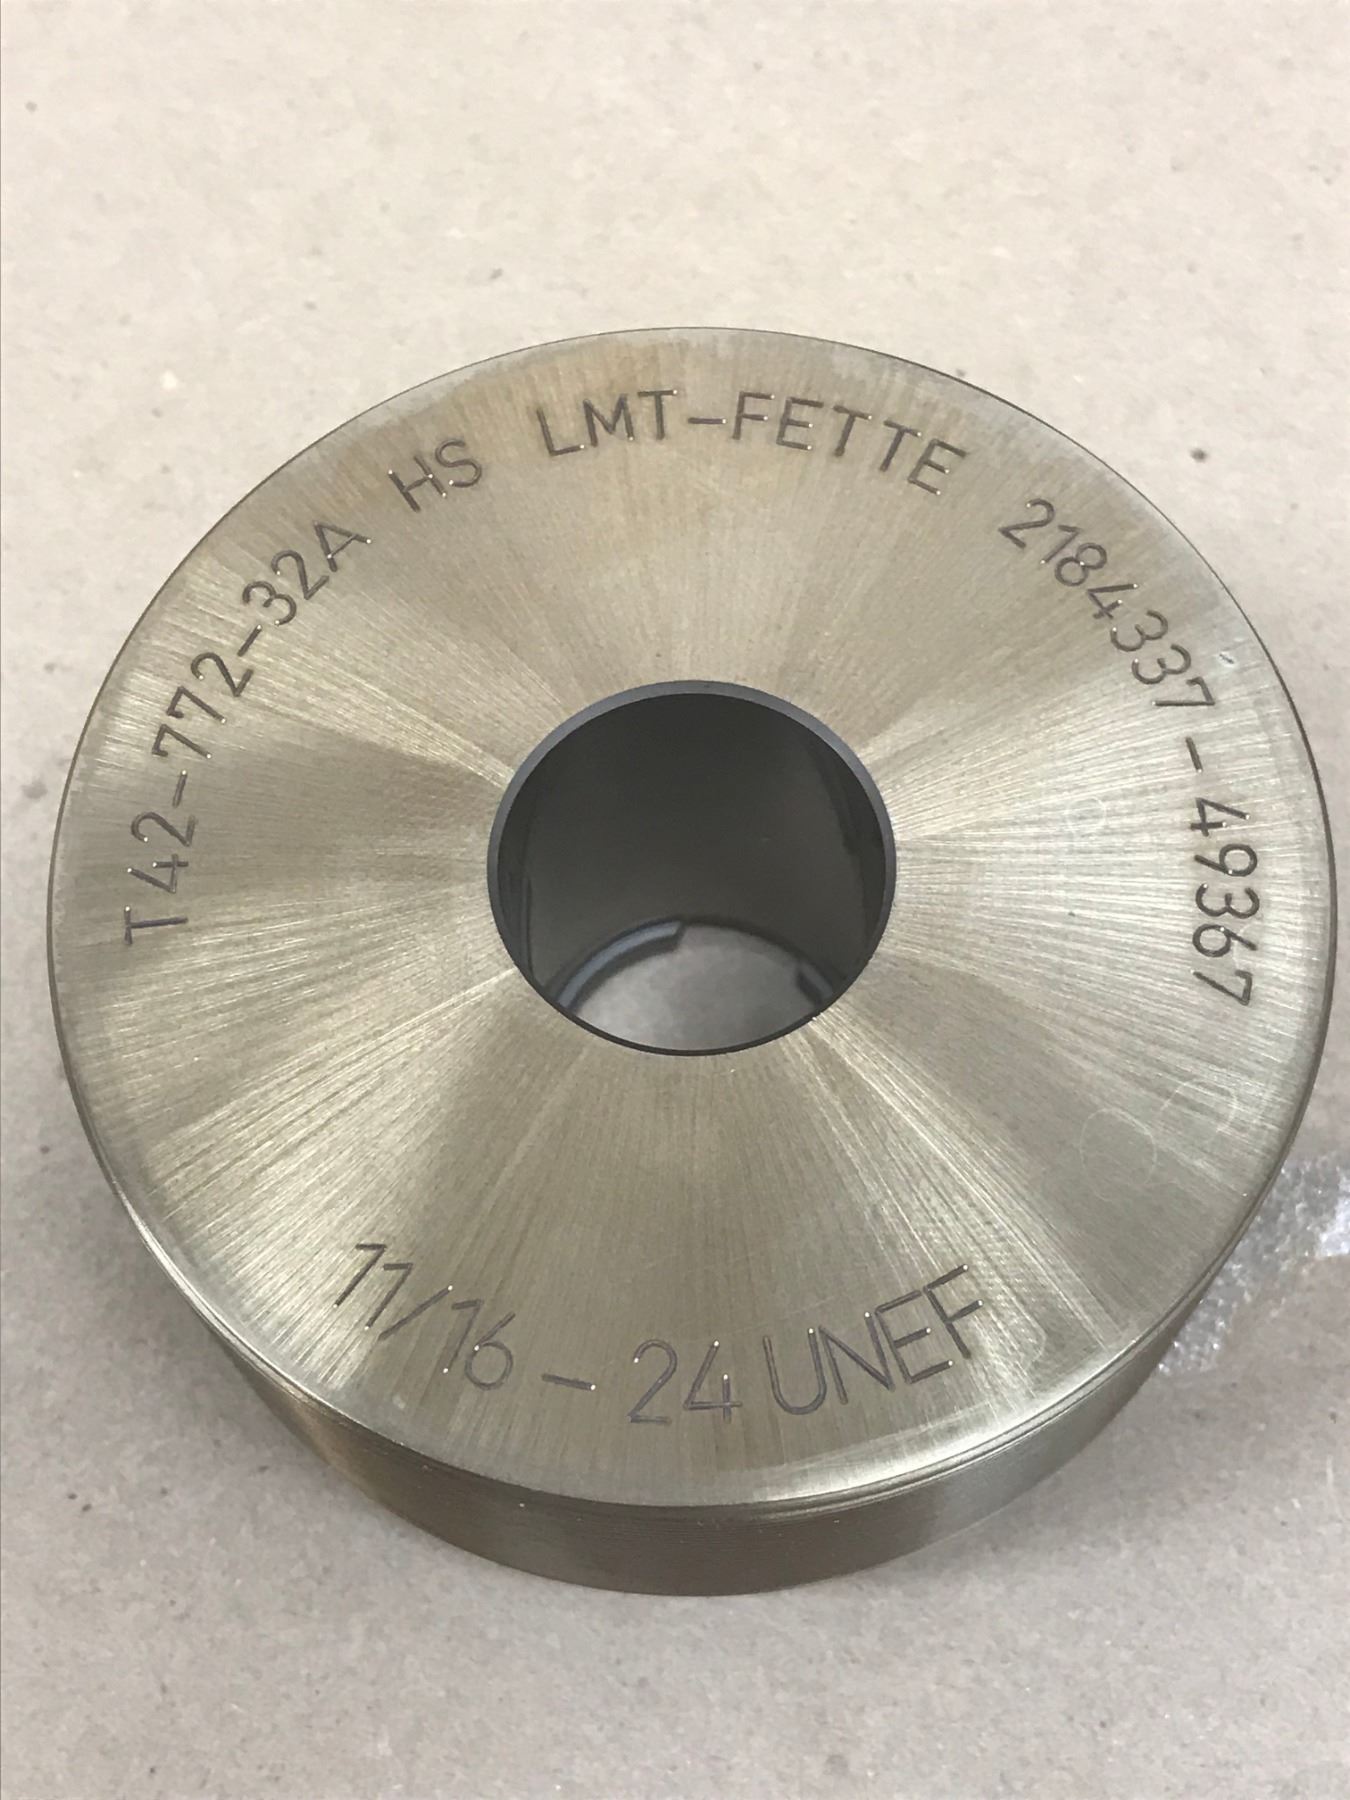 T42-772-32A HS LMT-FETTE 2184337-49367
11/16-24 UNEF